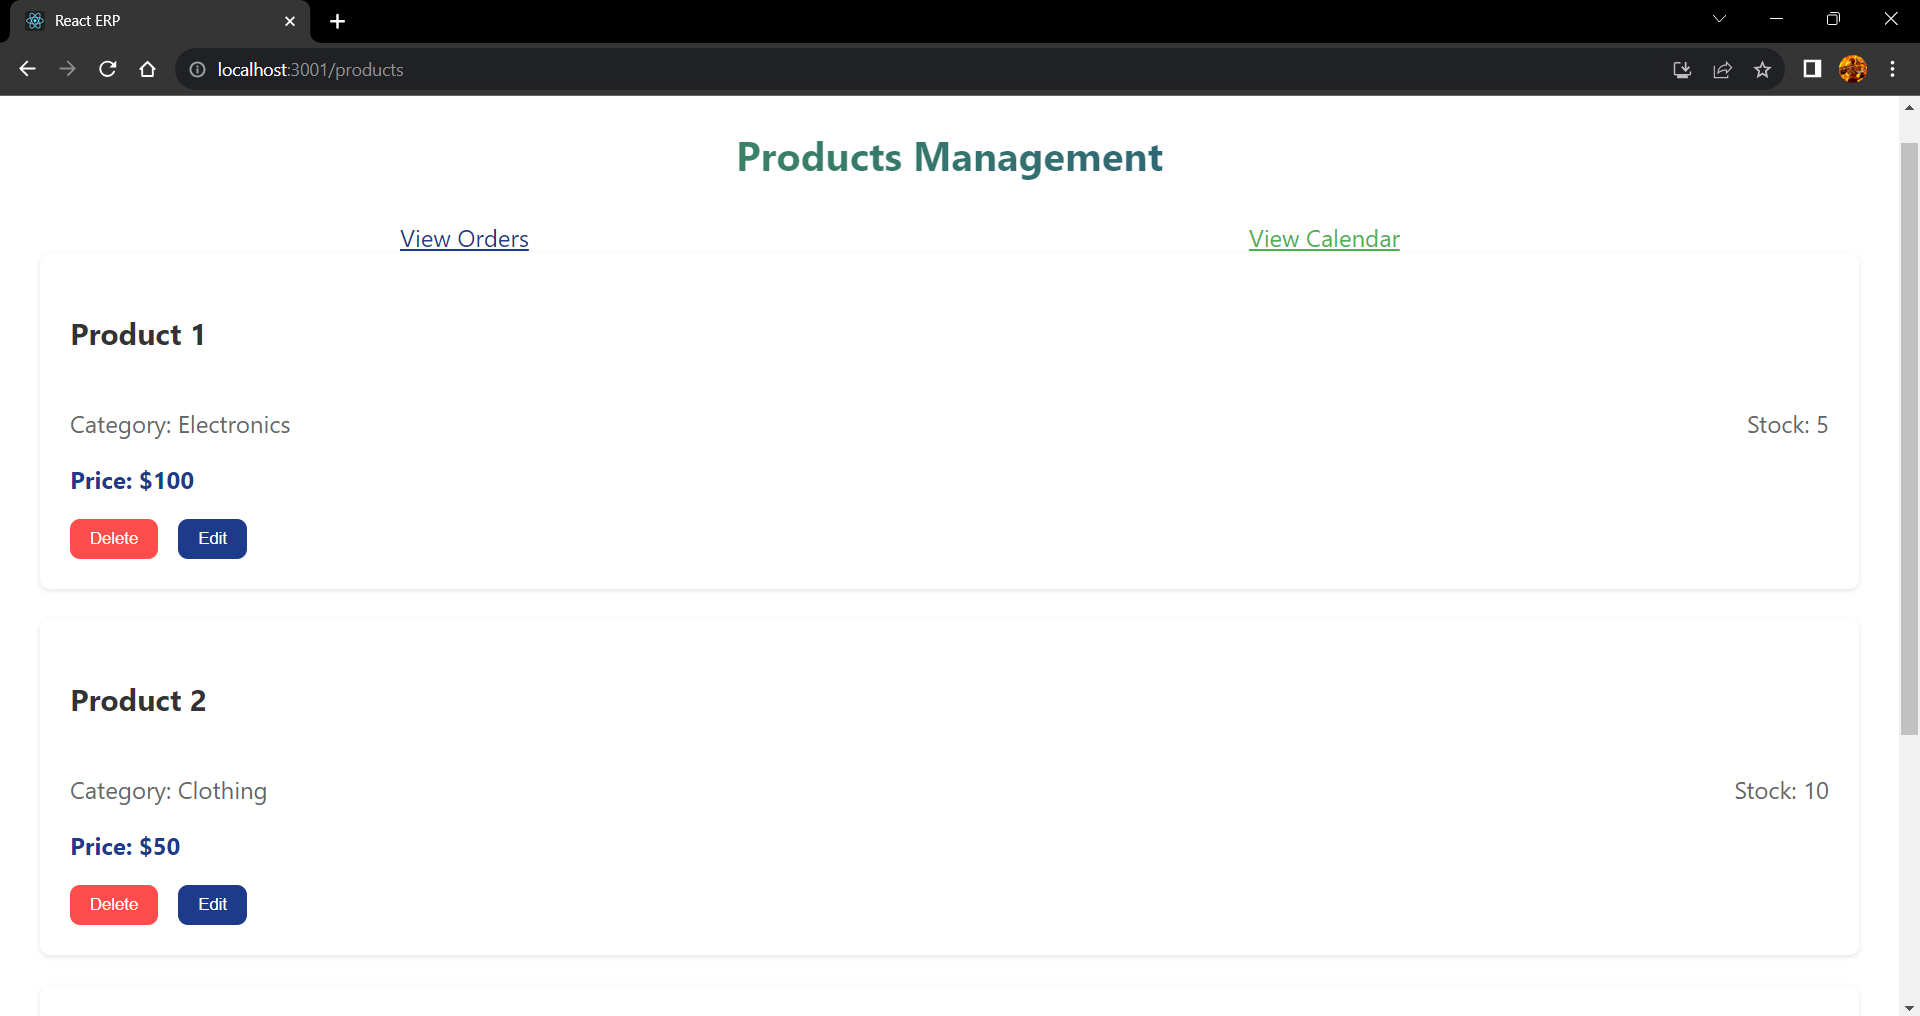 React ERP
localhost:3001/products
Products Management
View Orders View Calendar
Product 1
Category: Electronics Stock: 5
Price: $100
Delete Edit
Product 2
Category: Clothing Stock: 10
Price: $50
Delete Edit